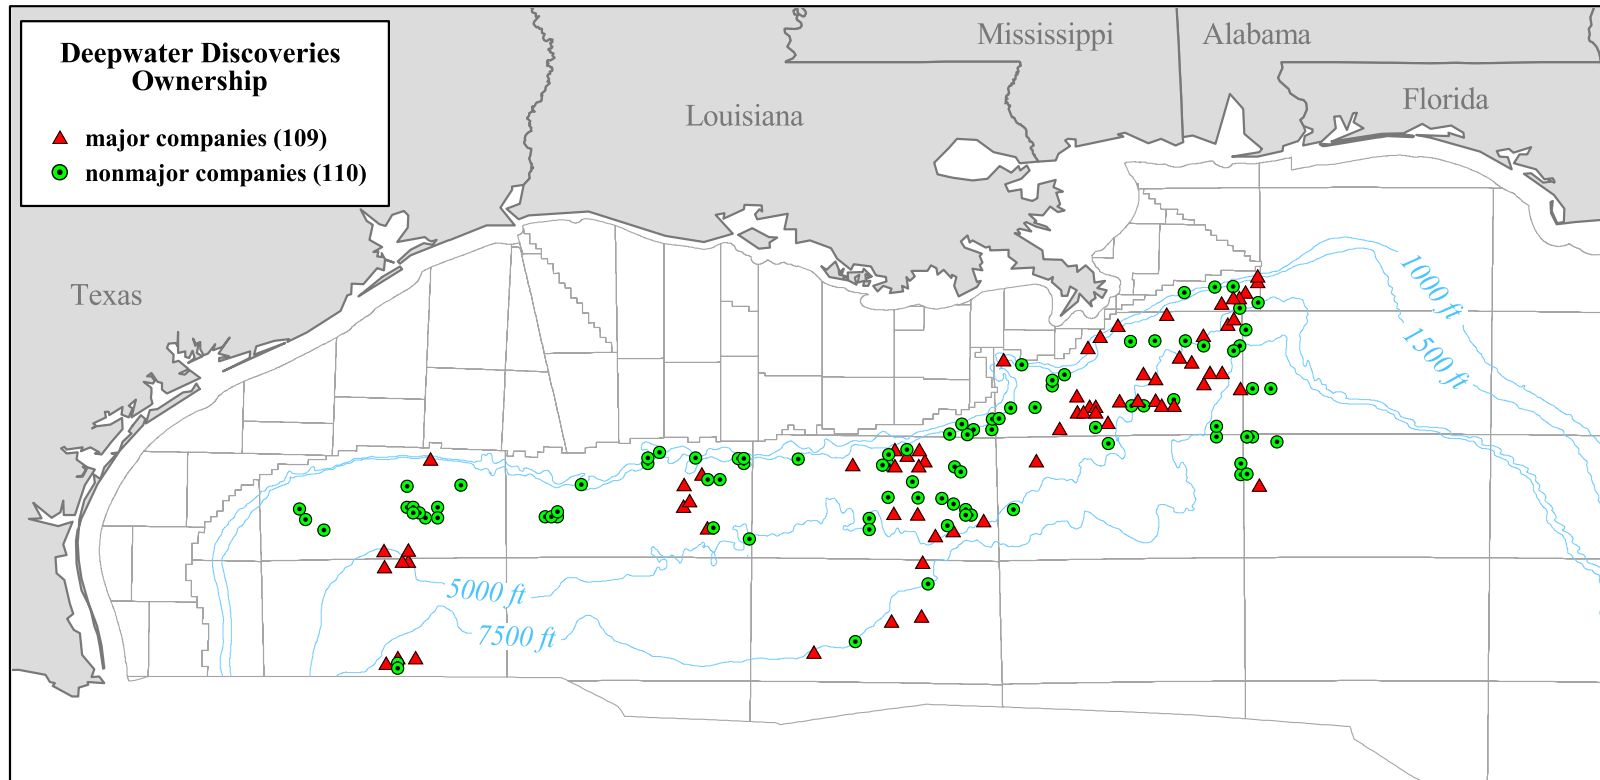 Deepwater Discoveries
Ownership
major companies (109)
nonmajor companies (110)
Mississippi
Alabama
Louisiana
Florida
Texas
1000 ft
1500 ft
5000 ft
7500 ft